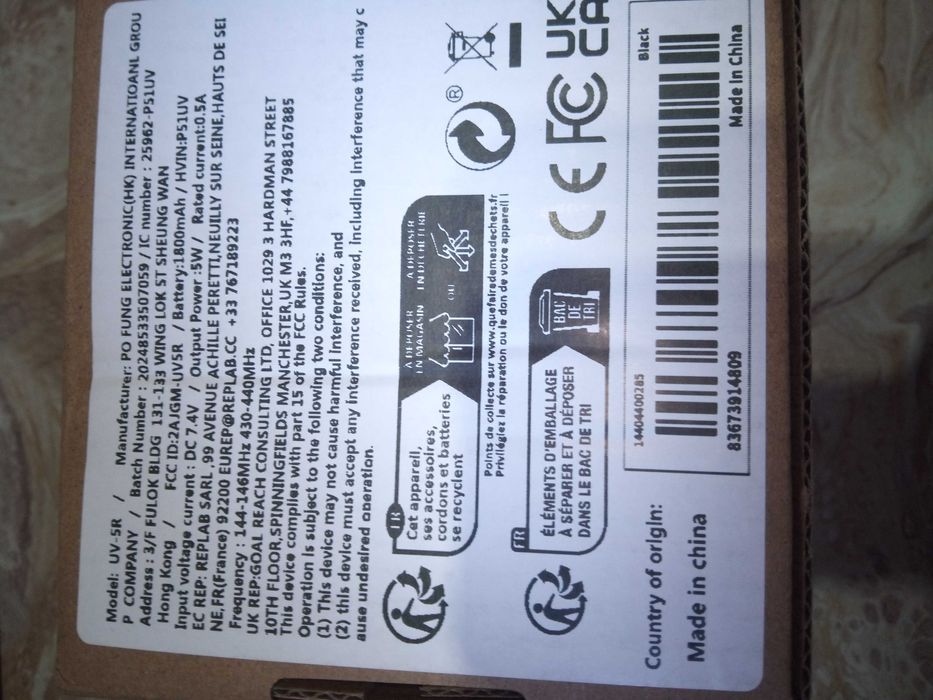 Model: UV-5R / Manufacturer: PO FUNG ELECTRONIC(HK) INTERNATIOANL GROU
P COMPANY / Batch Number : 2024853350705​9 / IC number : 25962-P51UV
Address : 3/F FULOK BLDG 131-133 WING LOK ST SHEUNG WAN
Hong Kong / FCC ID:2AJGM-UV5R / Battery:1800mAh / HVIN:P51UV
Input voltage current : DC 7.4V / Output Power :5W / Rated current:0.5A
EC REP: REPLAB SARL ,99 AVENUE ACHILLE PERETTI,NEUILLY SUR SEINE,HAUTS DE SEI
NE,FR(France) 92200 EUREP@REPLAB.CC +33 767189223
Frequency : 144-146MHz 430-440MHz
UK REP:GOAL REACH CONSULTING LTD, OFFICE 1029 3 HARDMAN STREET
10TH FLOOR,SPINNINGFIELDS MANCHESTER,UK M3 3HF,+44 7988167885
This device complies with part 15 of the FCC Rules.
Operation is subject to the following two conditions:
(1) This device may not cause harmful interference, and
(2) this device must accept any interference received, including interference that may c
ause undesired operation.
FR
Cet appareil,
ses accessoires,
cordons et batteries
se recyclent
À DÉPOSER
EN MAGASIN
OU
À DÉPOSER
EN DÉCHÈTERIE
Points de collecte sur www.quefairedemesdechets.fr
Privilégiez la réparation ou le don de votre appareil !
FR
ÉLÉMENTS D'EMBALLAGE
À SÉPARER ET À DÉPOSER
DANS LE BAC DE TRI
BAC
DE
TRI
®
CE FC UK
CA
Country of origin:
Made in china
14404400285
Black
83673914809
Made In China